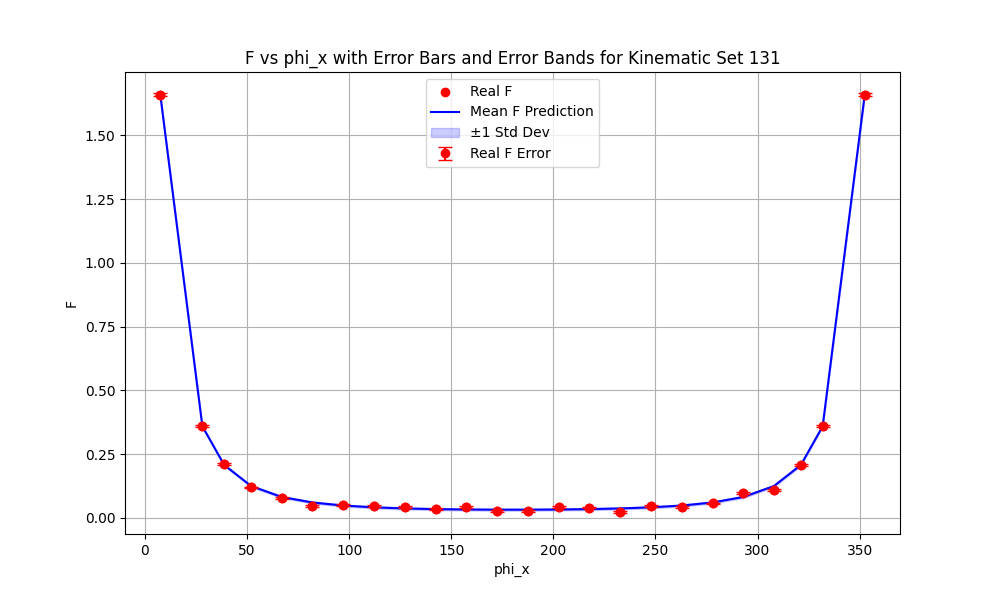 F vs phi_x with Error Bars and Error Bands for Kinematic Set 131
Real F
Mean F Prediction
±1 Std Dev
Real F Error
1.50
1.25
1.00
0.75
0.50
0.25
0.00
F
0 50 100 150 200 250 300 350
phi_x